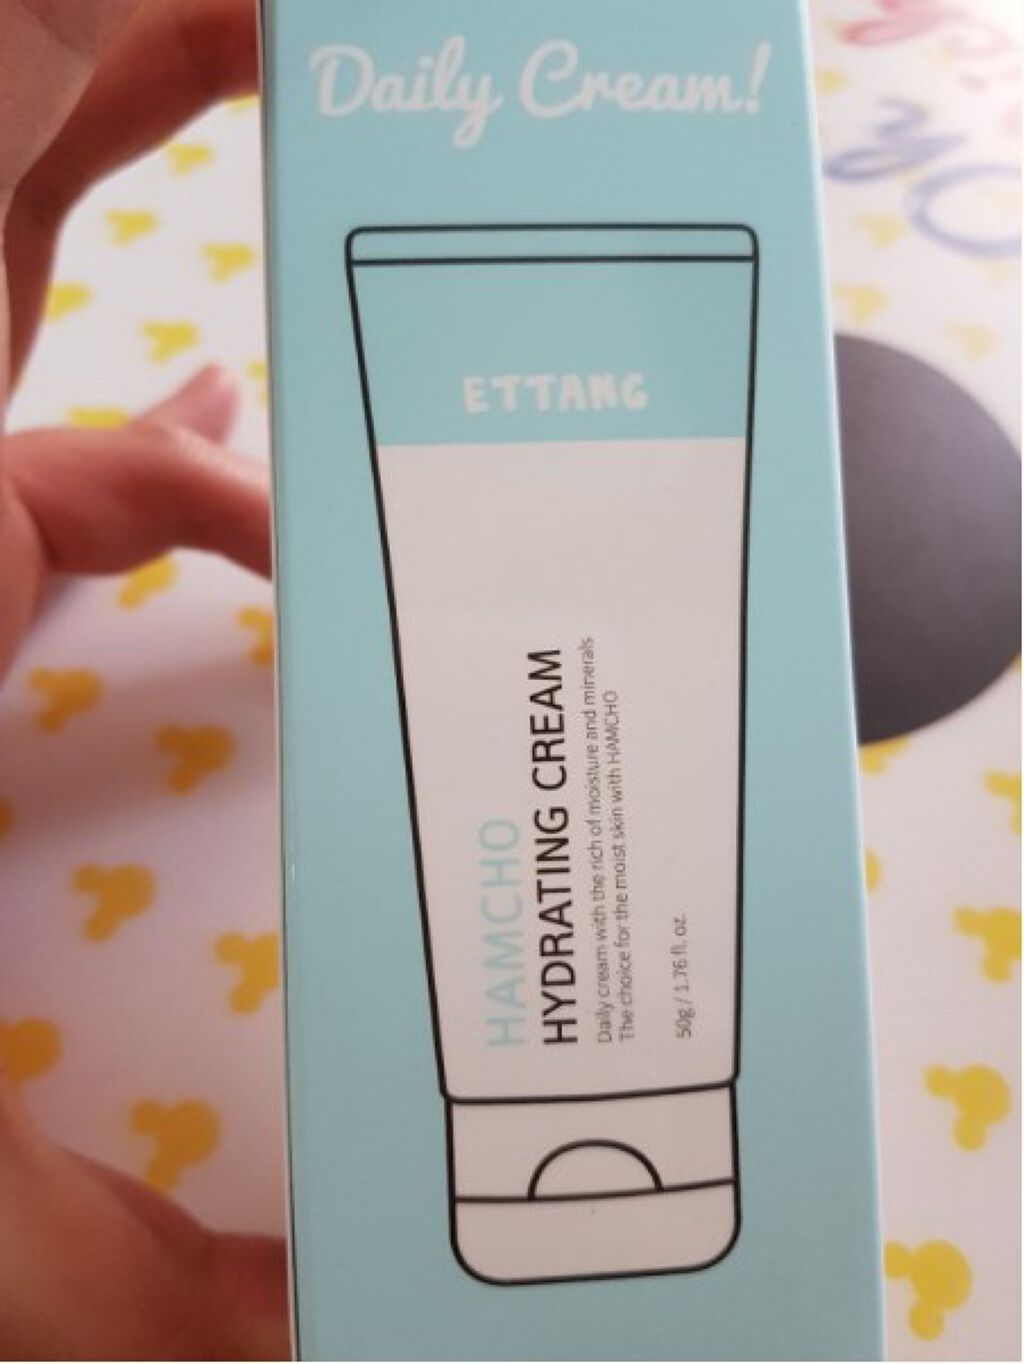 Daily Cream!
ETTANG
HAMCHO
HYDRATING CREAM
Daily cream with the rich of moisture and minerals
The choice for the moist skin with HAMCHO
50g / 1.76 fl. oz.